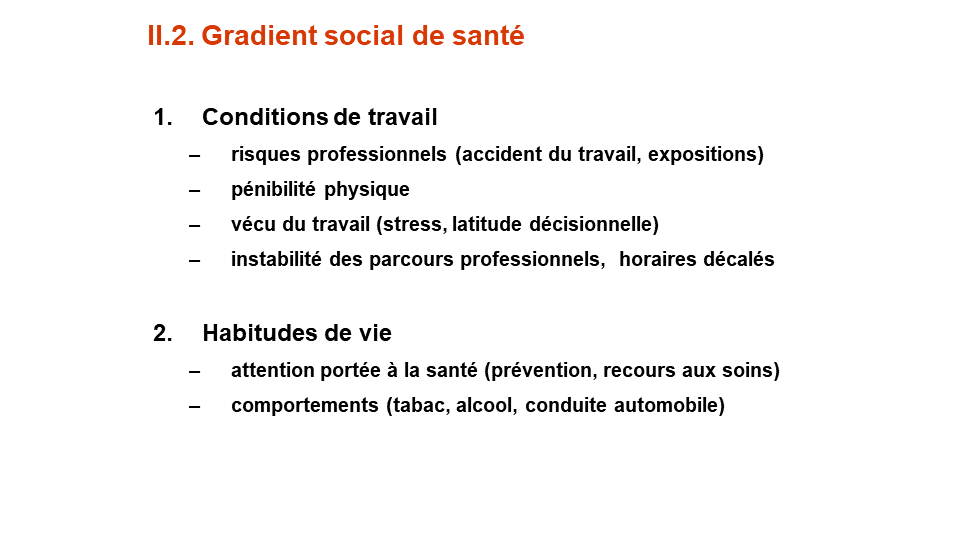 II.2. Gradient social de santé
1. Conditions de travail
– risques professionnels (accident du travail, expositions)
– pénibilité physique
– vécu du travail (stress, latitude décisionnelle)
– instabilité des parcours professionnels,  horaires décalés
2. Habitudes de vie
– attention portée à la santé (prévention, recours aux soins)
– comportements (tabac, alcool, conduite automobile)